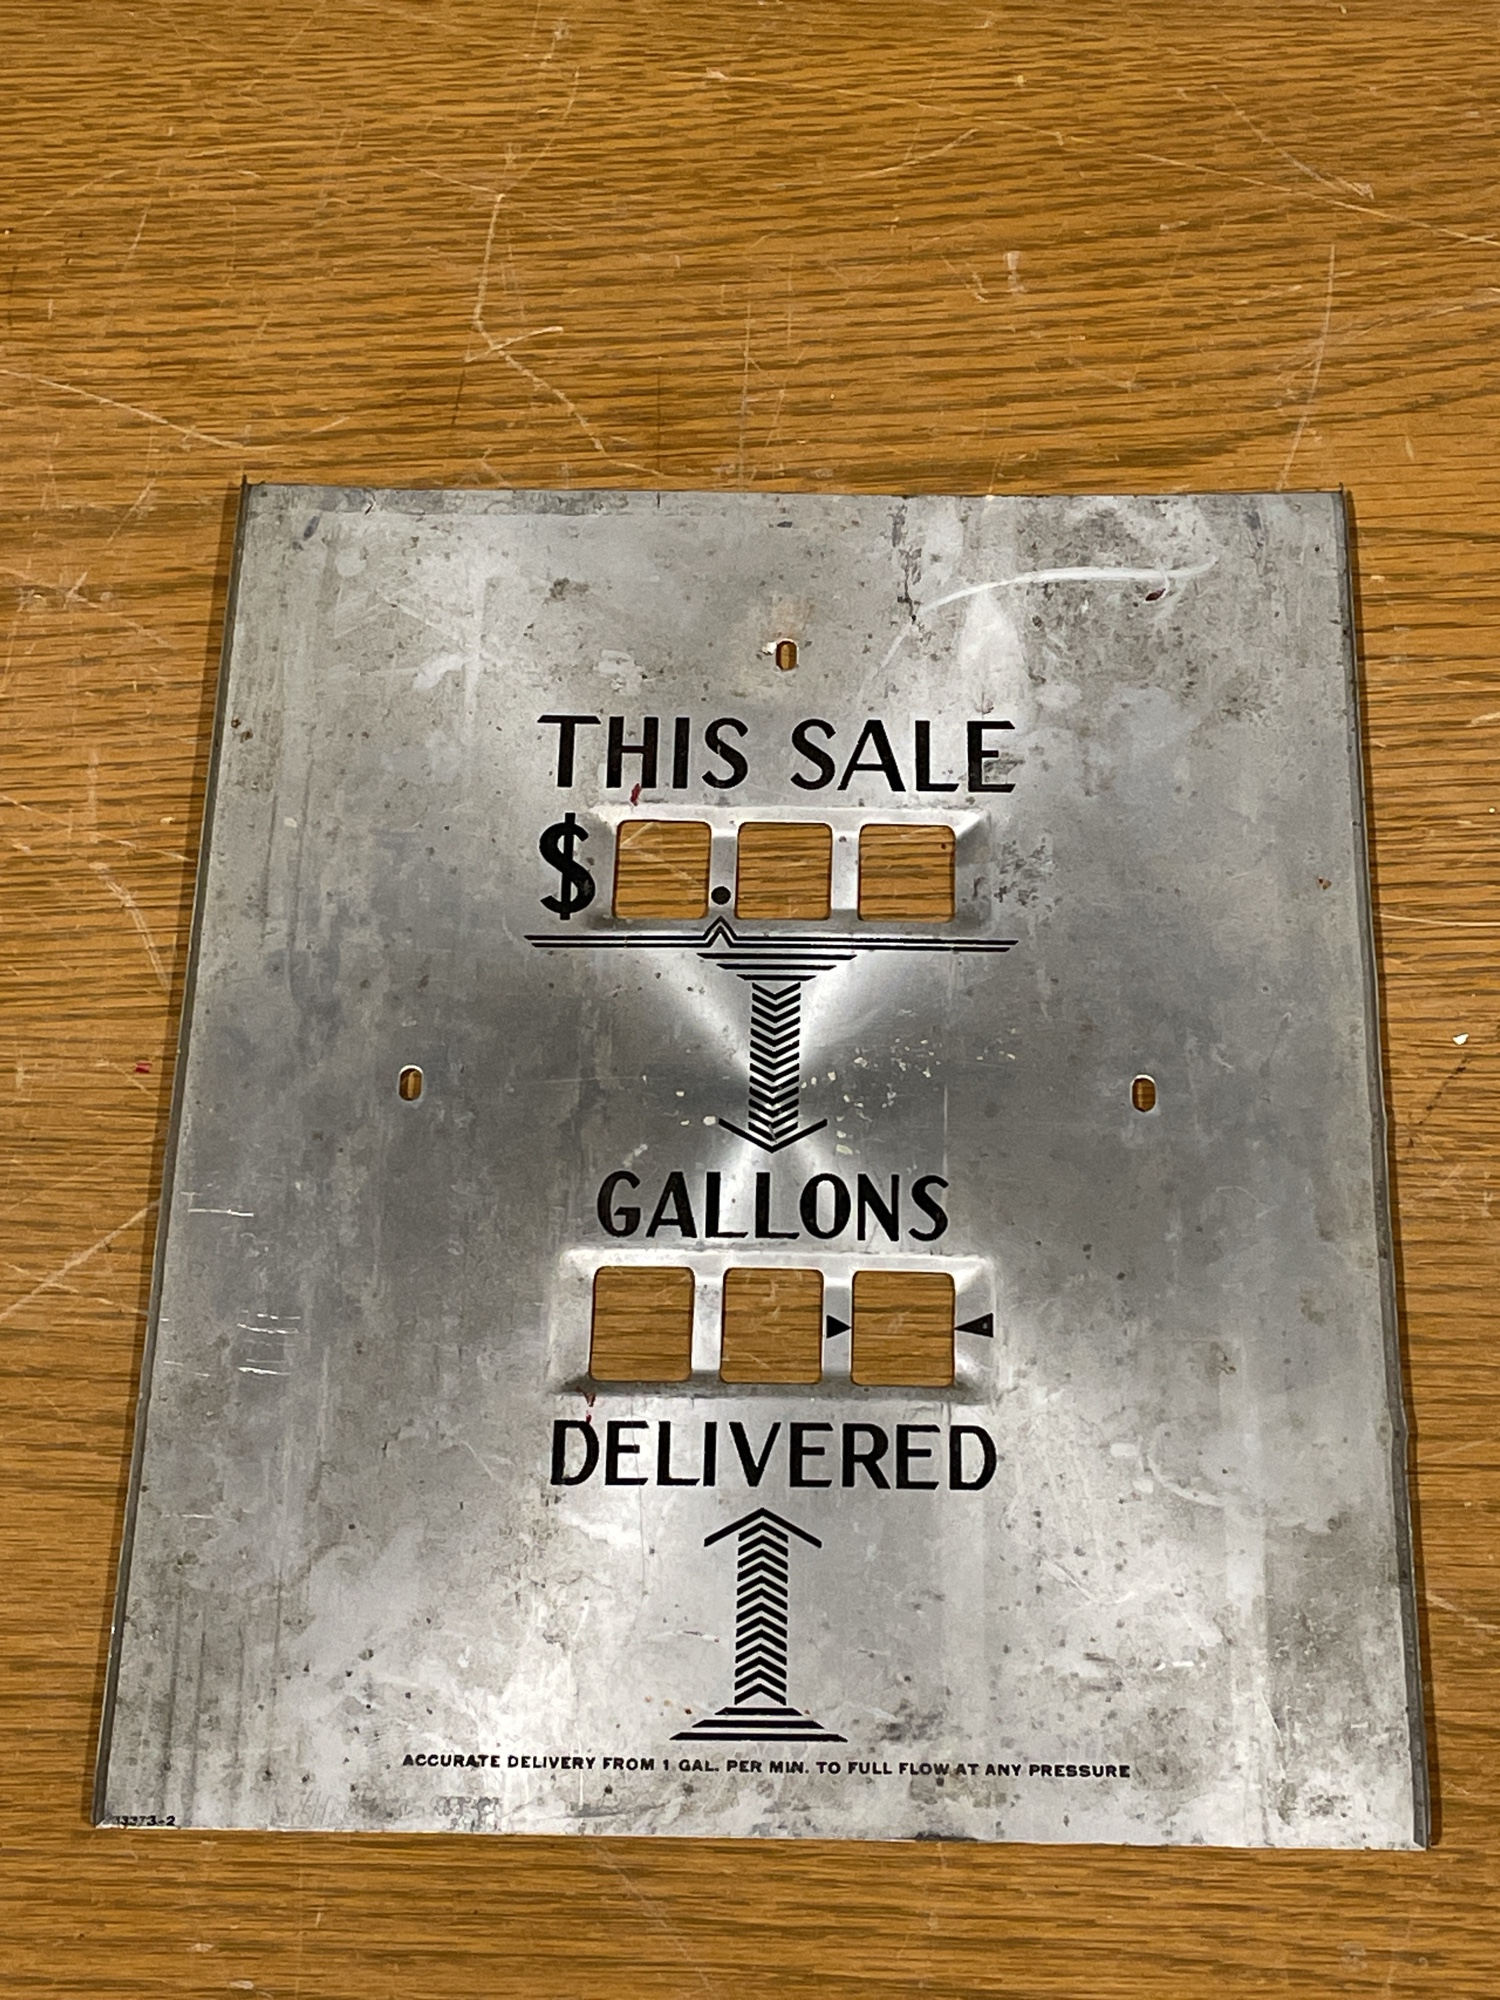 THIS SALE
$ .
GALLONS
DELIVERED
ACCURATE DELIVERY FROM 1 GAL. PER MIN. TO FULL FLOW AT ANY PRESSURE